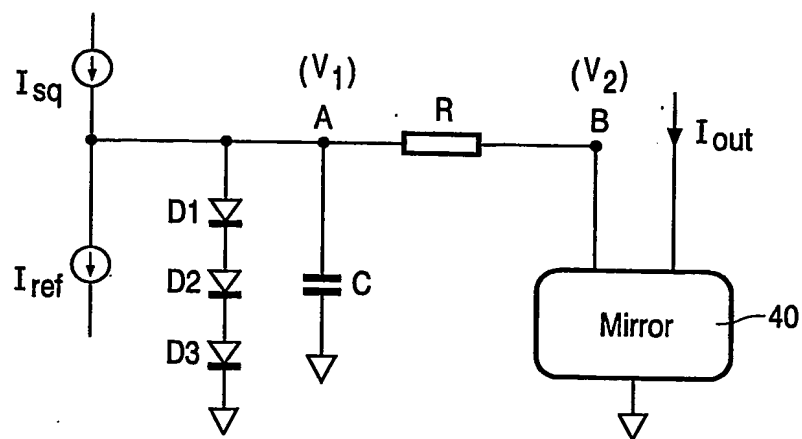 Isq
(V1)
A
R
(V2)
B
Iout
D1
Iref
D2
C
D3
Mirror
40